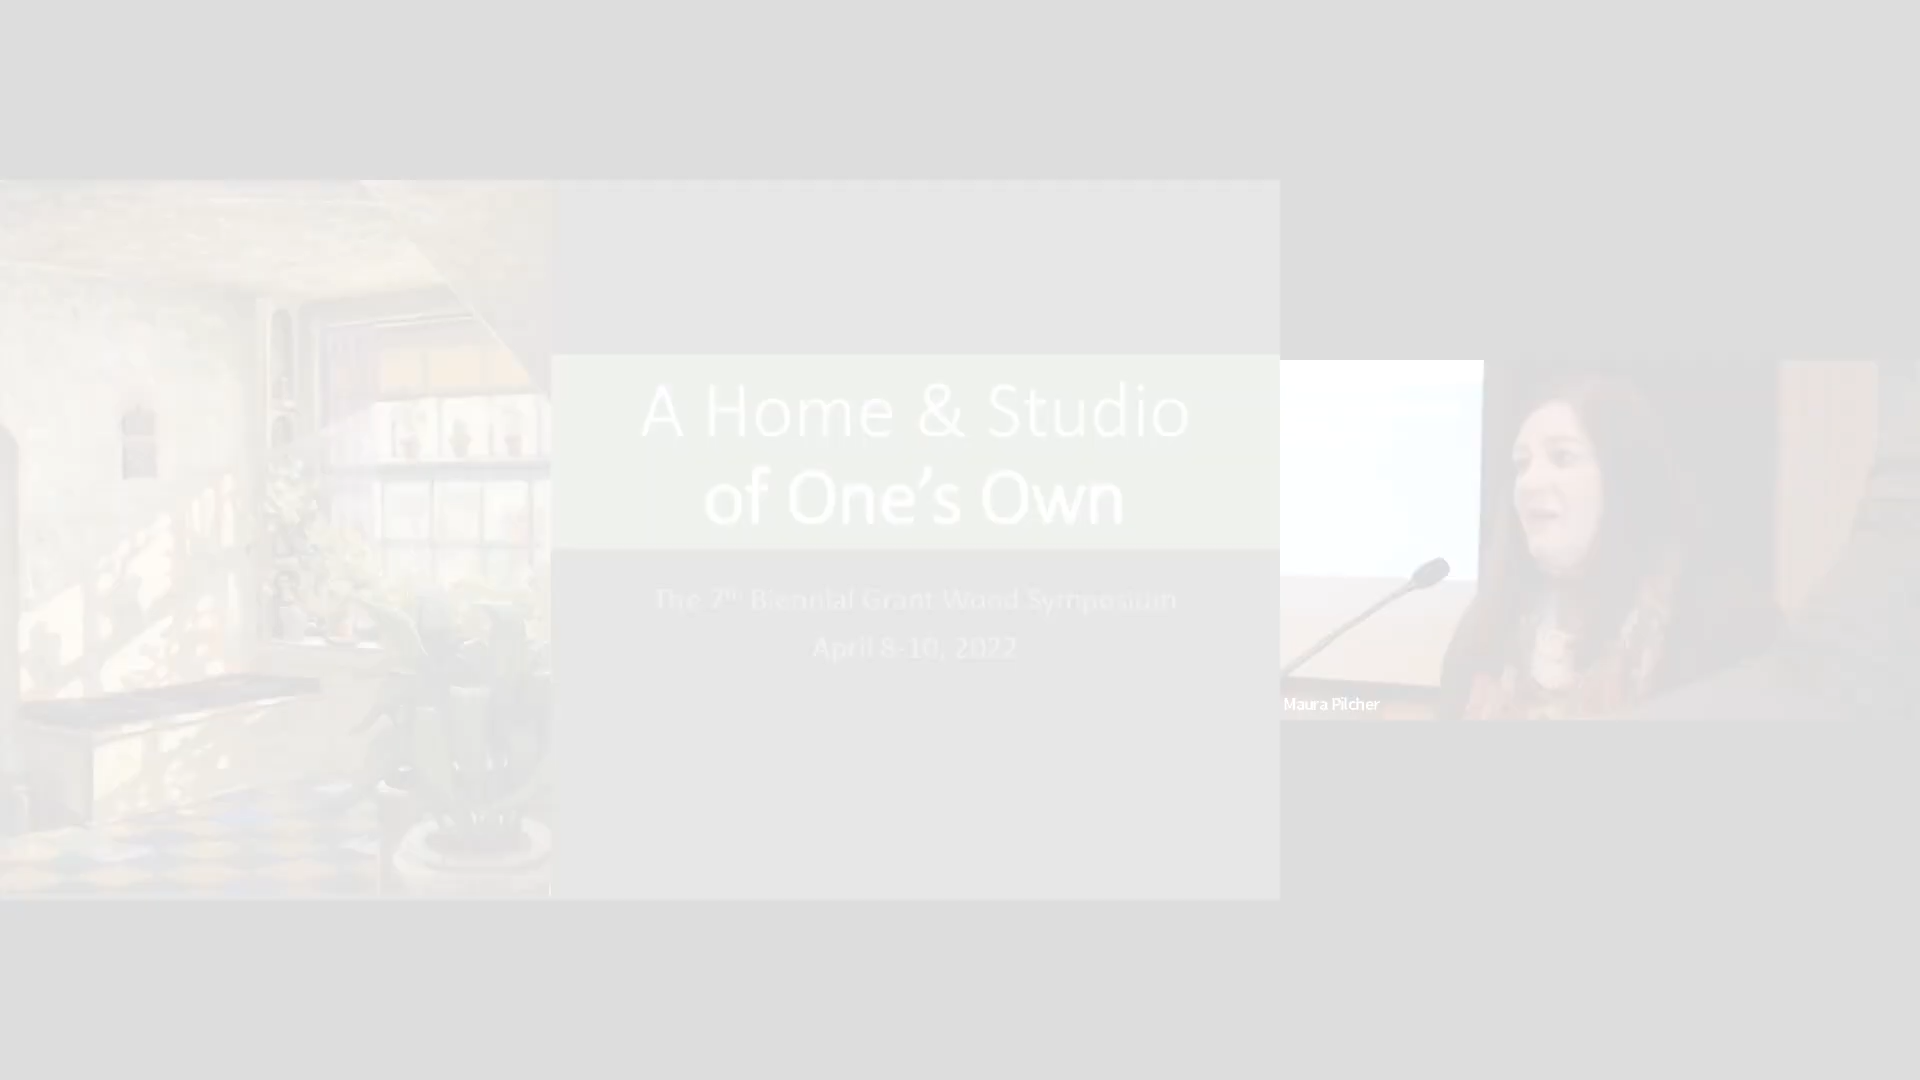 A Home & Studio
of One's Own
The 7th Biennial Grant Wood Symposium
April 8-10, 2022
Maura Pilcher